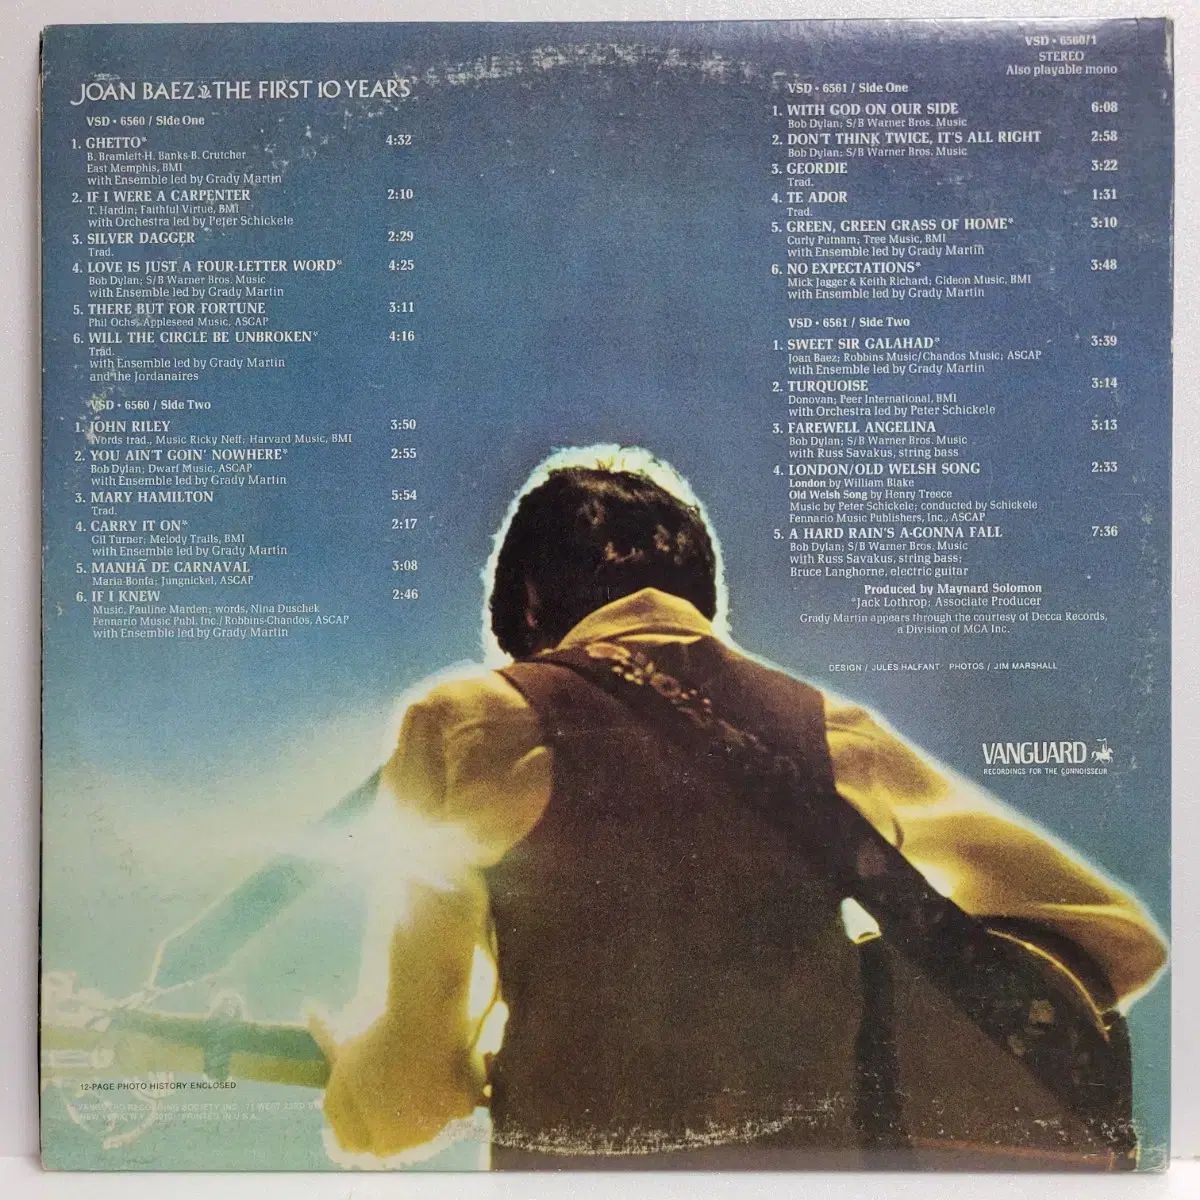 JOAN BAEZ THE FIRST 10 YEARS
VSD • 6560 / Side One
1. GHETTO* 4:32
B. Bramlett-H. Banks-B. Crutcher
East Memphis, BMI
with Ensemble led by Grady Martin
2. IF I WERE A CARPENTER 2:10
T. Hardin; Faithful Virtue, BMI
with Orchestra led by Peter Schickele
3. SILVER DAGGER 2:29
Trad.
4. LOVE IS JUST A FOUR-LETTER WORD* 4:25
Bob Dylan; S/B Warner Bros. Music
with Ensemble led by Grady Martin
5. THERE BUT FOR FORTUNE 3:11
Phil Ochs, Appleseed Music, ASCAP
6. WILL THE CIRCLE BE UNBROKEN* 4:16
Trad.
with Ensemble led by Grady Martin
and the Jordanaires
VSD • 6560 / Side Two
1. JOHN RILEY 3:50
Words trad., Music Ricky Neff; Harvard Music, BMI
2. YOU AIN'T GOIN' NOWHERE* 2:55
Bob Dylan; Dwarf Music, ASCAP
with Ensemble led by Grady Martin
3. MARY HAMILTON 5:54
Trad.
4. CARRY IT ON* 2:17
Gil Turner; Melody Trails, BMI
with Ensemble led by Grady Martin
5. MANHÃ DE CARNAVAL 3:08
Maria-Bonfa; Jungnickel, ASCAP
6. IF I KNEW 2:46
Music, Pauline Marden; words, Nina Duschek
Fennario Music Publ. Inc./Robbins-Chandos, ASCAP
with Ensemble led by Grady Martin
VSD • 6560/1
STEREO
Also playable mono
VSD • 6561 / Side One
1. WITH GOD ON OUR SIDE 6:08
Bob Dylan; S/B Warner Bros. Music
2. DON'T THINK TWICE, IT'S ALL RIGHT 2:58
Bob Dylan; S/B Warner Bros. Music
3. GEORDIE 3:22
Trad.
4. TE ADOR 1:31
Trad.
5. GREEN, GREEN GRASS OF HOME* 3:10
Curly Putnam; Tree Music, BMI
with Ensemble led by Grady Martin
6. NO EXPECTATIONS* 3:48
Mick Jagger & Keith Richard; Gideon Music, BMI
with Ensemble led by Grady Martin
VSD • 6561 / Side Two
1. SWEET SIR GALAHAD* 3:39
Joan Baez; Robbins Music/Chandos Music; ASCAP
with Ensemble led by Grady Martin
2. TURQUOISE 3:14
Donovan; Peer International, BMI
with Orchestra led by Peter Schickele
3. FAREWELL ANGELINA 3:13
Bob Dylan; S/B Warner Bros. Music
with Russ Savakus, string bass
4. LONDON/OLD WELSH SONG 2:33
London by William Blake
Old Welsh Song by Henry Treece
Music by Peter Schickele; conducted by Schickele
Fennario Music Publishers, Inc., ASCAP
5. A HARD RAIN'S A-GONNA FALL 7:36
Bob Dylan; S/B Warner Bros. Music
with Russ Savakus, string bass;
Bruce Langhorne, electric guitar
Produced by Maynard Solomon
*Jack Lothrop; Associate Producer
Grady Martin appears through the courtesy of Decca Records,
a Division of MCA Inc.
DESIGN / JULES HALFANT PHOTOS / JIM MARSHALL
VANGUARD
RECORDINGS FOR THE CONNOISSEUR
12-PAGE PHOTO HISTORY ENCLOSED
VANGUARD RECORDING SOCIETY INC. 71 WEST 23RD
NEW YORK PRINTED IN U.S.A.